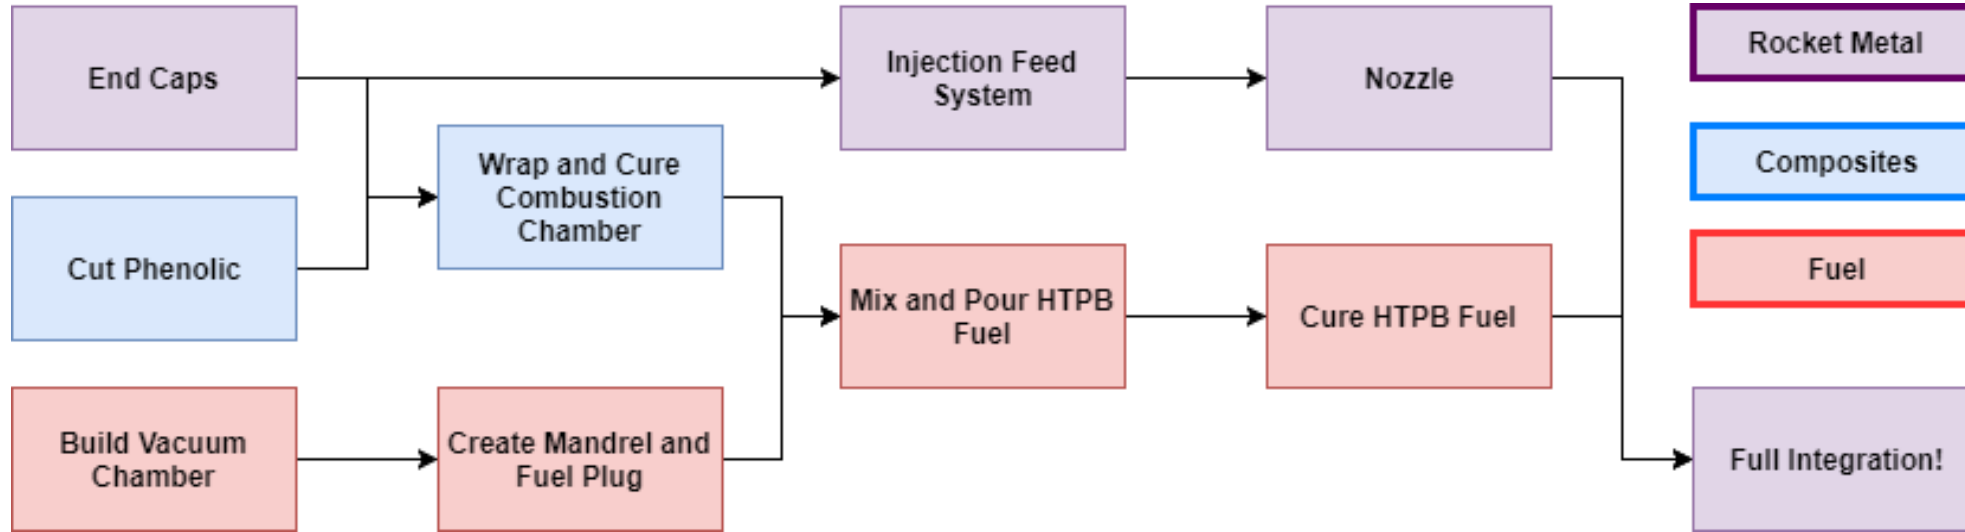 End Caps
Injection Feed
System
Nozzle
Rocket Metal
Wrap and Cure
Combustion
Chamber
Composites
Cut Phenolic
Mix and Pour HTPB
Fuel
Cure HTPB Fuel
Fuel
Build Vacuum
Chamber
Create Mandrel and
Fuel Plug
Full Integration!